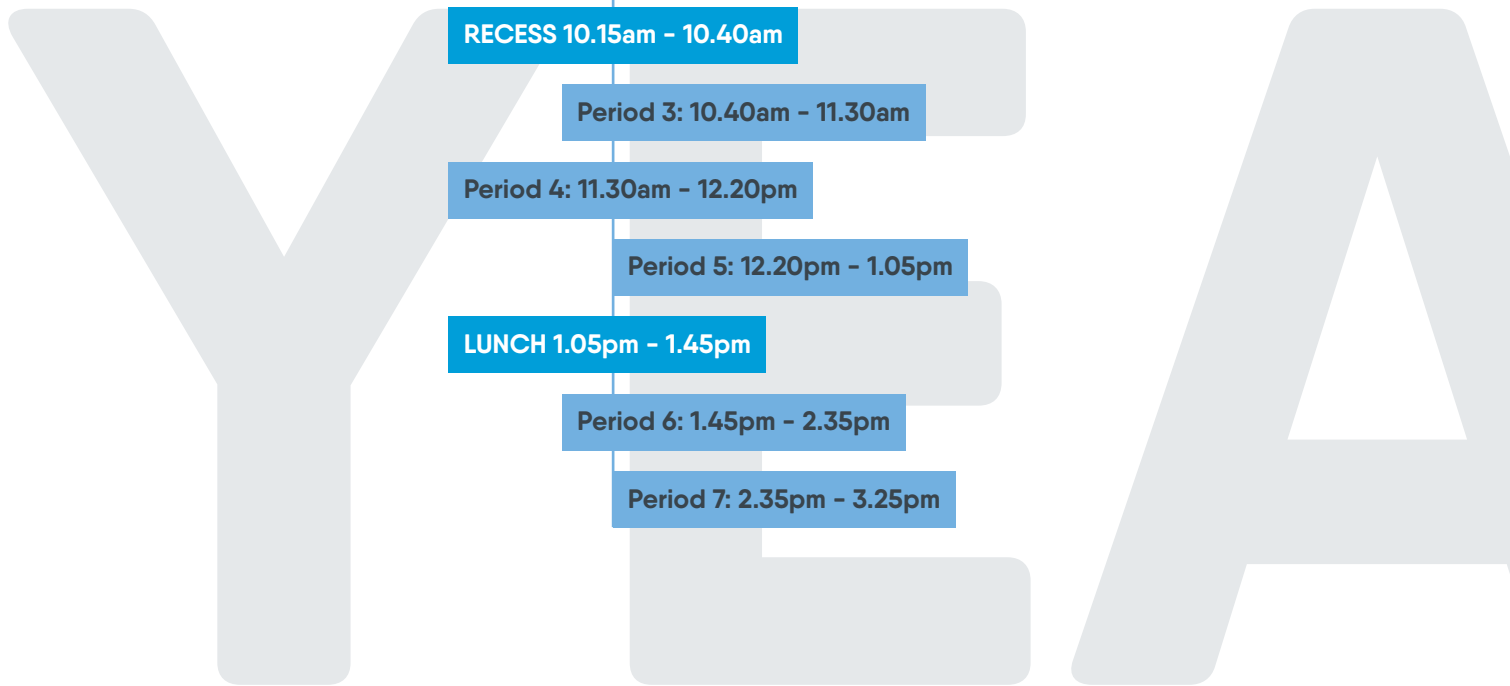 YEA
RECESS 10.15am - 10.40am
Period 3: 10.40am - 11.30am
Period 4: 11.30am - 12.20pm
Period 5: 12.20pm - 1.05pm
LUNCH 1.05pm - 1.45pm
Period 6: 1.45pm - 2.35pm
Period 7: 2.35pm - 3.25pm